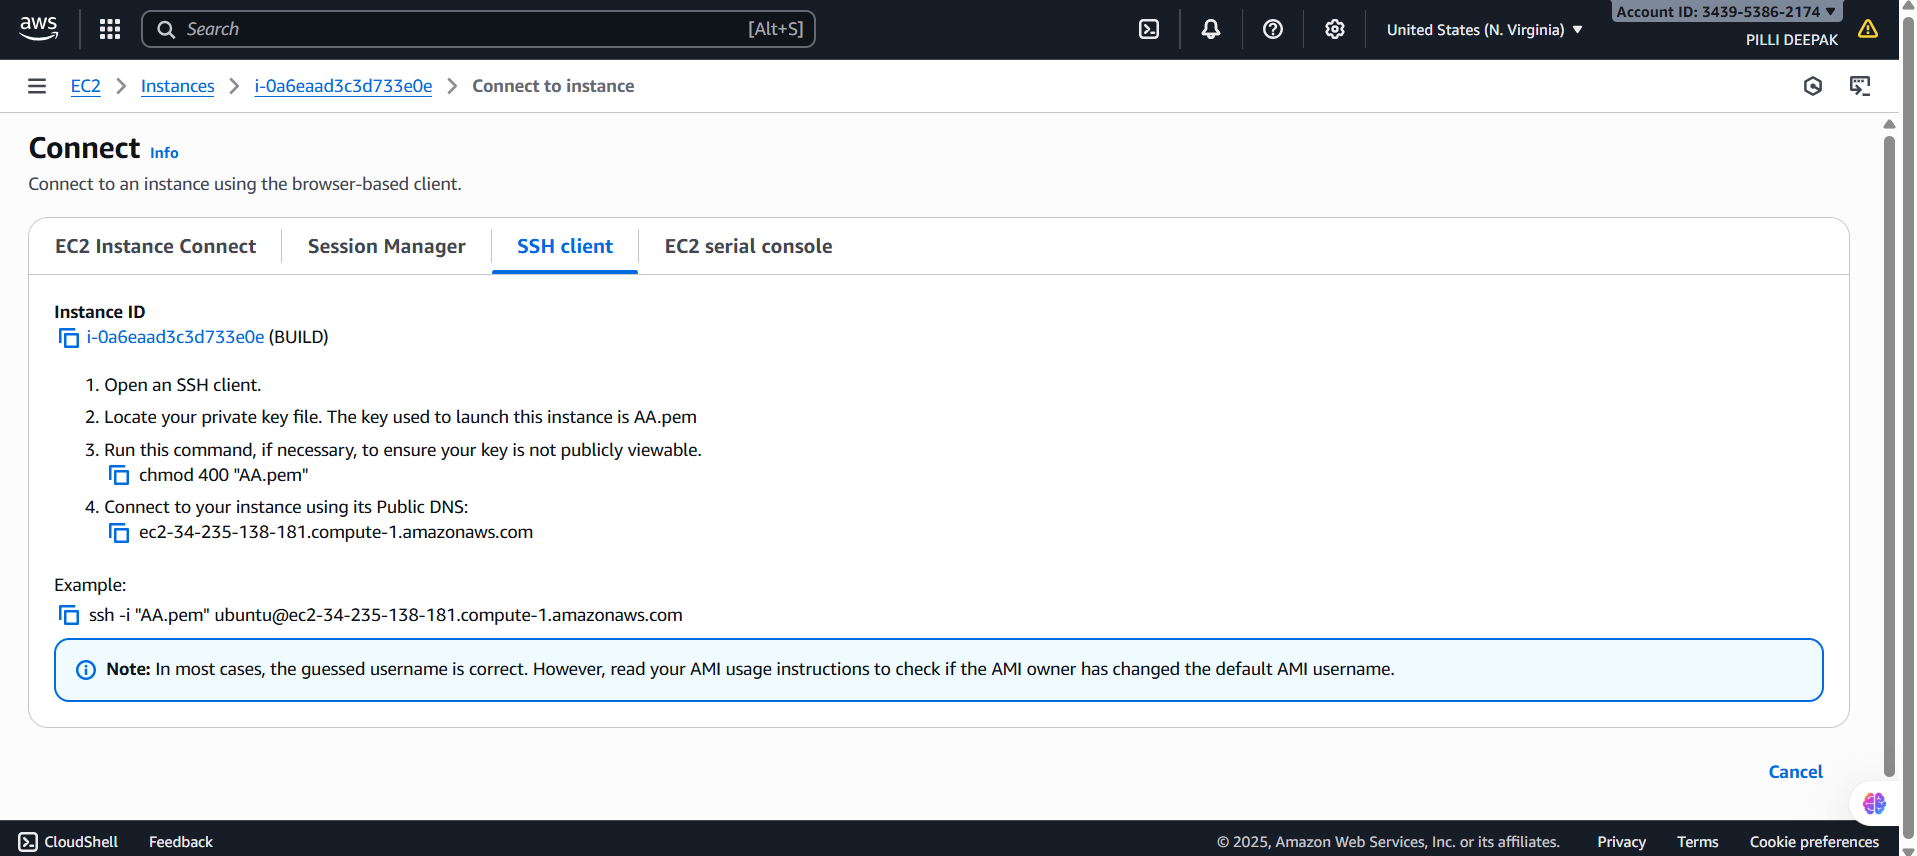 aws
Search
[Alt+S]
United States (N. Virginia)
Account ID: 3439-5386-2174
PILLI DEEPAK
EC2
Instances
i-0a6eaad3c3d733e0e
Connect to instance
Connect Info
Connect to an instance using the browser-based client.
EC2 Instance Connect
Session Manager
SSH client
EC2 serial console
Instance ID
i-0a6eaad3c3d733e0e (BUILD)
1. Open an SSH client.
2. Locate your private key file. The key used to launch this instance is AA.pem
3. Run this command, if necessary, to ensure your key is not publicly viewable.
chmod 400 "AA.pem"
4. Connect to your instance using its Public DNS:
ec2-34-235-138-181.compute-1.amazonaws.com
Example:
ssh -i "AA.pem" ubuntu@ec2-34-235-138-181.compute-1.amazonaws.com
Note: In most cases, the guessed username is correct. However, read your AMI usage instructions to check if the AMI owner has changed the default AMI username.
Cancel
CloudShell
Feedback
© 2025, Amazon Web Services, Inc. or its affiliates.
Privacy
Terms
Cookie preferences